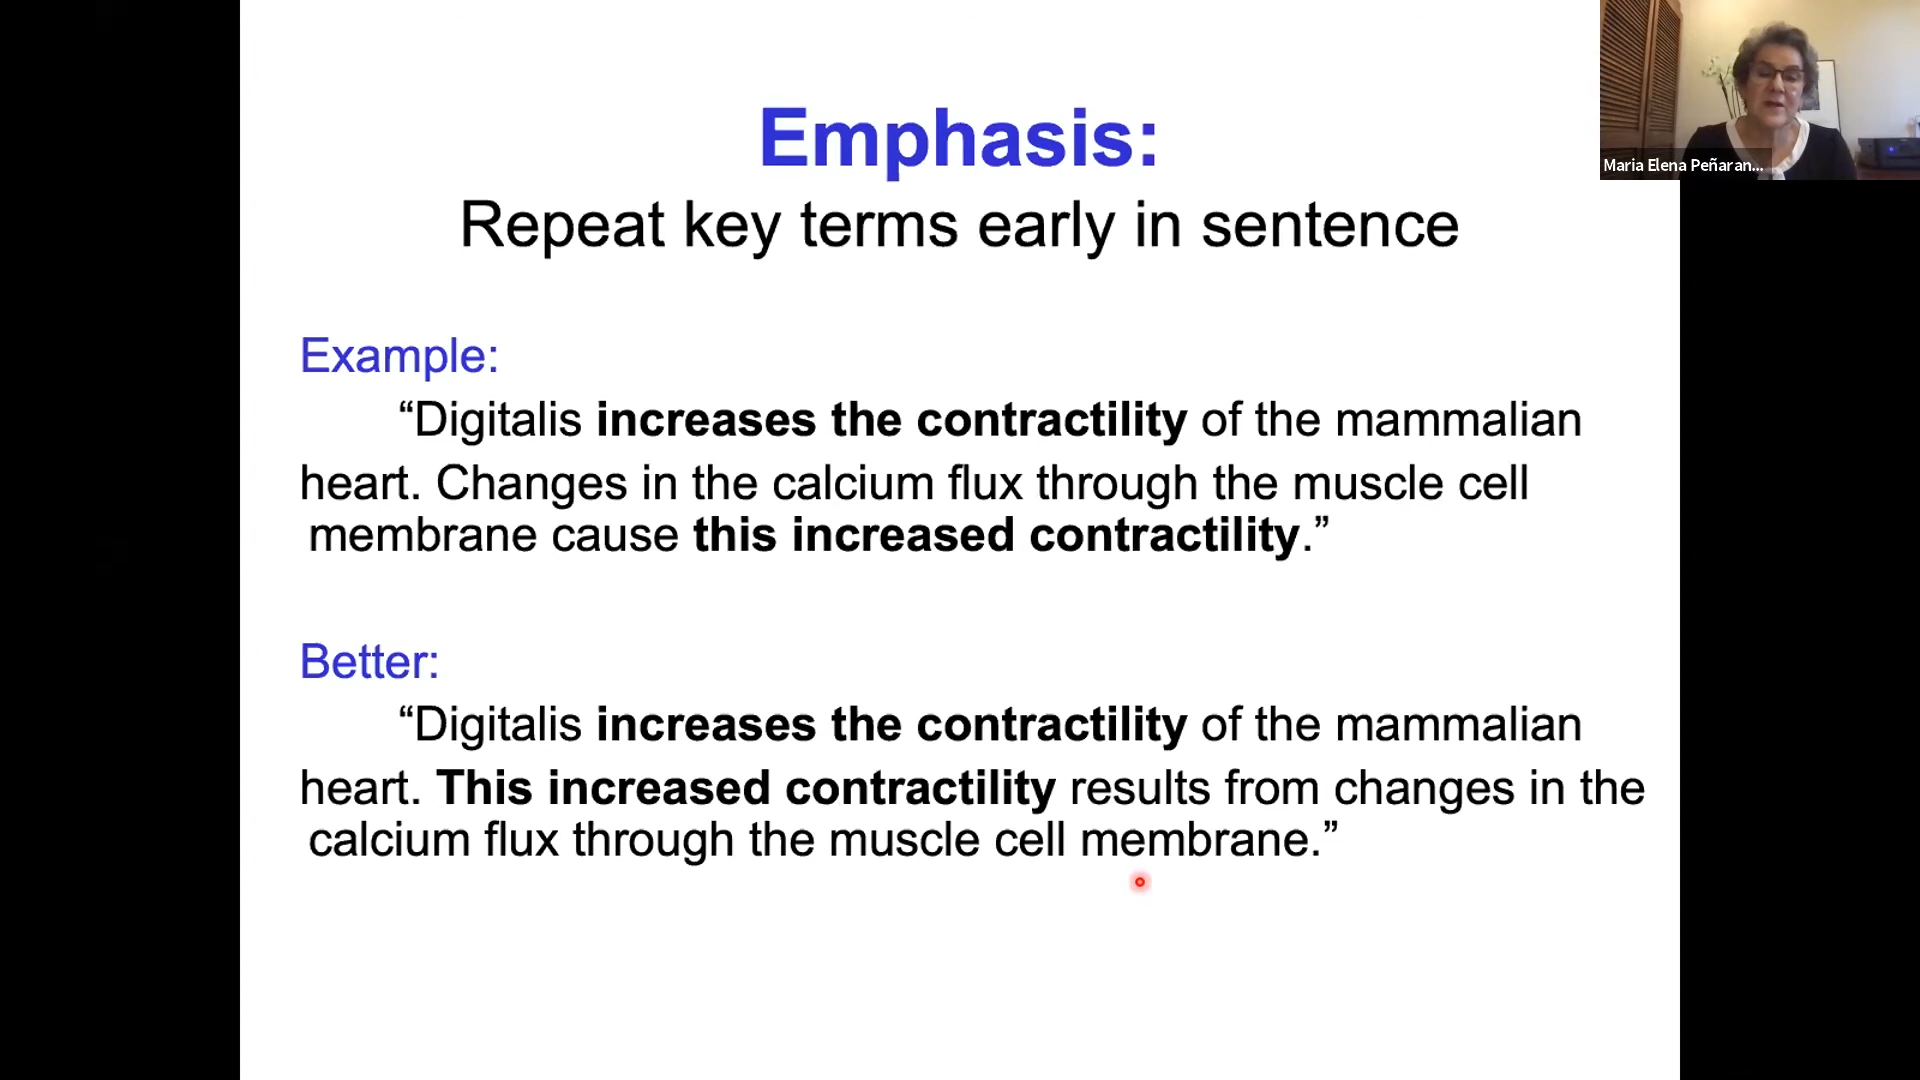 Emphasis:
Repeat key terms early in sentence
Example:
“Digitalis increases the contractility of the mammalian
heart. Changes in the calcium flux through the muscle cell
membrane cause this increased contractility.”
Better:
“Digitalis increases the contractility of the mammalian
heart. This increased contractility results from changes in the
calcium flux through the muscle cell membrane.”
Maria Elena Peñaran...